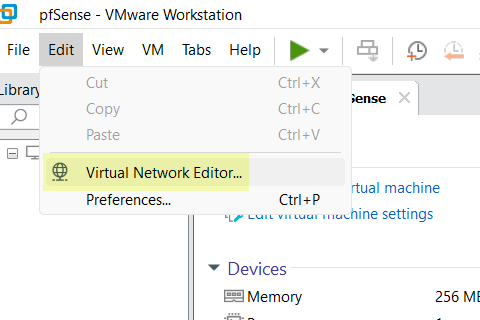 pfSense - VMware Workstation
File Edit View VM Tabs Help
Library
Cut Ctrl+X
Copy Ctrl+C
Paste Ctrl+V
Virtual Network Editor...
Preferences... Ctrl+P
Sense
virtual machine
Edit virtual machine settings
Devices
Memory 256 MB